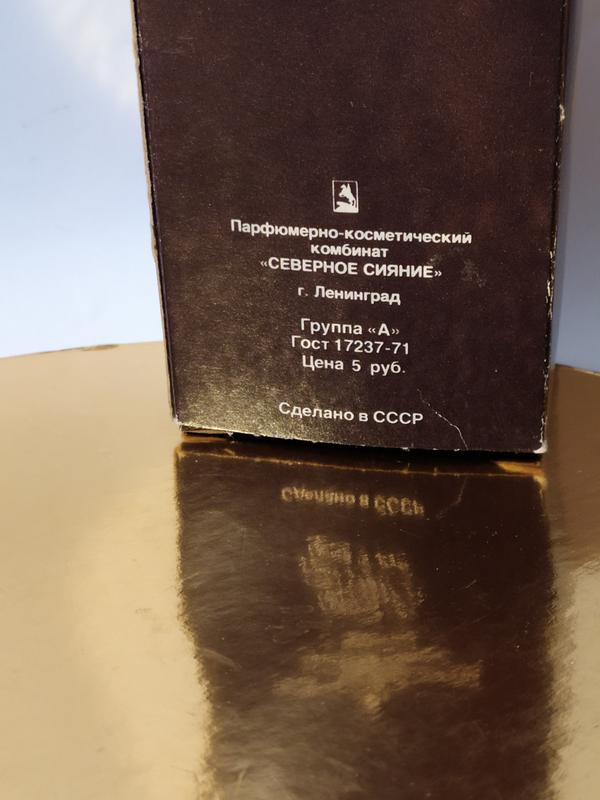 Парфюмерно-косметический
комбинат
«СЕВЕРНОЕ СИЯНИЕ»
г. Ленинград
Группа «А»
Гост 17237-71
Цена 5 руб.
Сделано в СССР